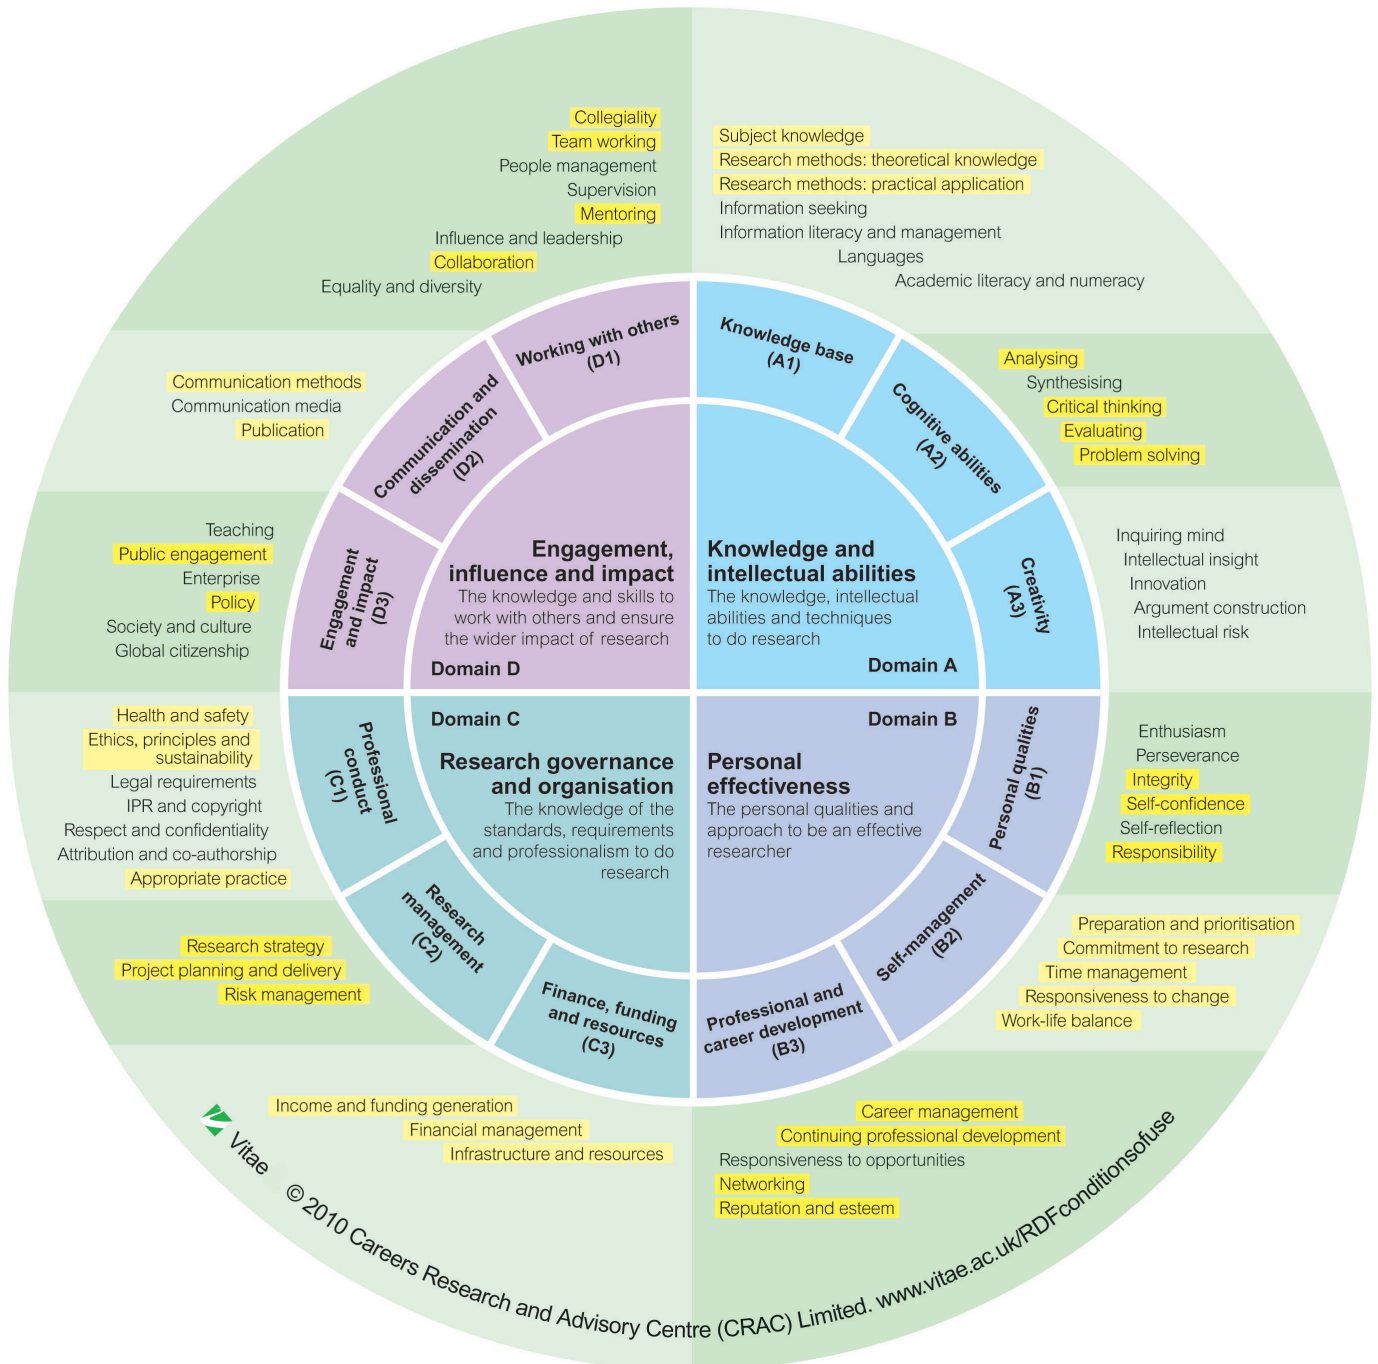 Collegiality
Team working
People management
Supervision
Mentoring
Influence and leadership
Collaboration
Equality and diversity
Subject knowledge
Research methods: theoretical knowledge
Research methods: practical application
Information seeking
Information literacy and management
Languages
Academic literacy and numeracy
Working with others
(D1)
Knowledge base
(A1)
Communication methods
Communication media
Publication
Communication and
dissemination
(D2)
Cognitive abilities
(A2)
Analysing
Synthesising
Critical thinking
Evaluating
Problem solving
Teaching
Public engagement
Enterprise
Policy
Society and culture
Global citizenship
Engagement
and impact
(D3)
Engagement,
influence and impact
The knowledge and skills to
work with others and ensure
the wider impact of research
Domain D
Knowledge and
intellectual abilities
The knowledge, intellectual
abilities and techniques
to do research
Domain A
Creativity
(A3)
Inquiring mind
Intellectual insight
Innovation
Argument construction
Intellectual risk
Health and safety
Ethics, principles and
sustainability
Legal requirements
IPR and copyright
Respect and confidentiality
Attribution and co-authorship
Appropriate practice
Professional
conduct
(C1)
Domain C
Research governance
and organisation
The knowledge of the
standards, requirements
and professionalism to do
research
Domain B
Personal
effectiveness
The personal qualities and
approach to be an effective
researcher
Personal qualities
(B1)
Enthusiasm
Perseverance
Integrity
Self-confidence
Self-reflection
Responsibility
Research strategy
Project planning and delivery
Risk management
Research
management
(C2)
Self-management
(B2)
Preparation and prioritisation
Commitment to research
Time management
Responsiveness to change
Work-life balance
Finance, funding
and resources
(C3)
Professional and
career development
(B3)
Income and funding generation
Financial management
Infrastructure and resources
Career management
Continuing professional development
Responsiveness to opportunities
Networking
Reputation and esteem
Vitae
© 2010 Careers Research and Advisory Centre (CRAC) Limited. www.vitae.ac.uk/RDFconditionsofuse